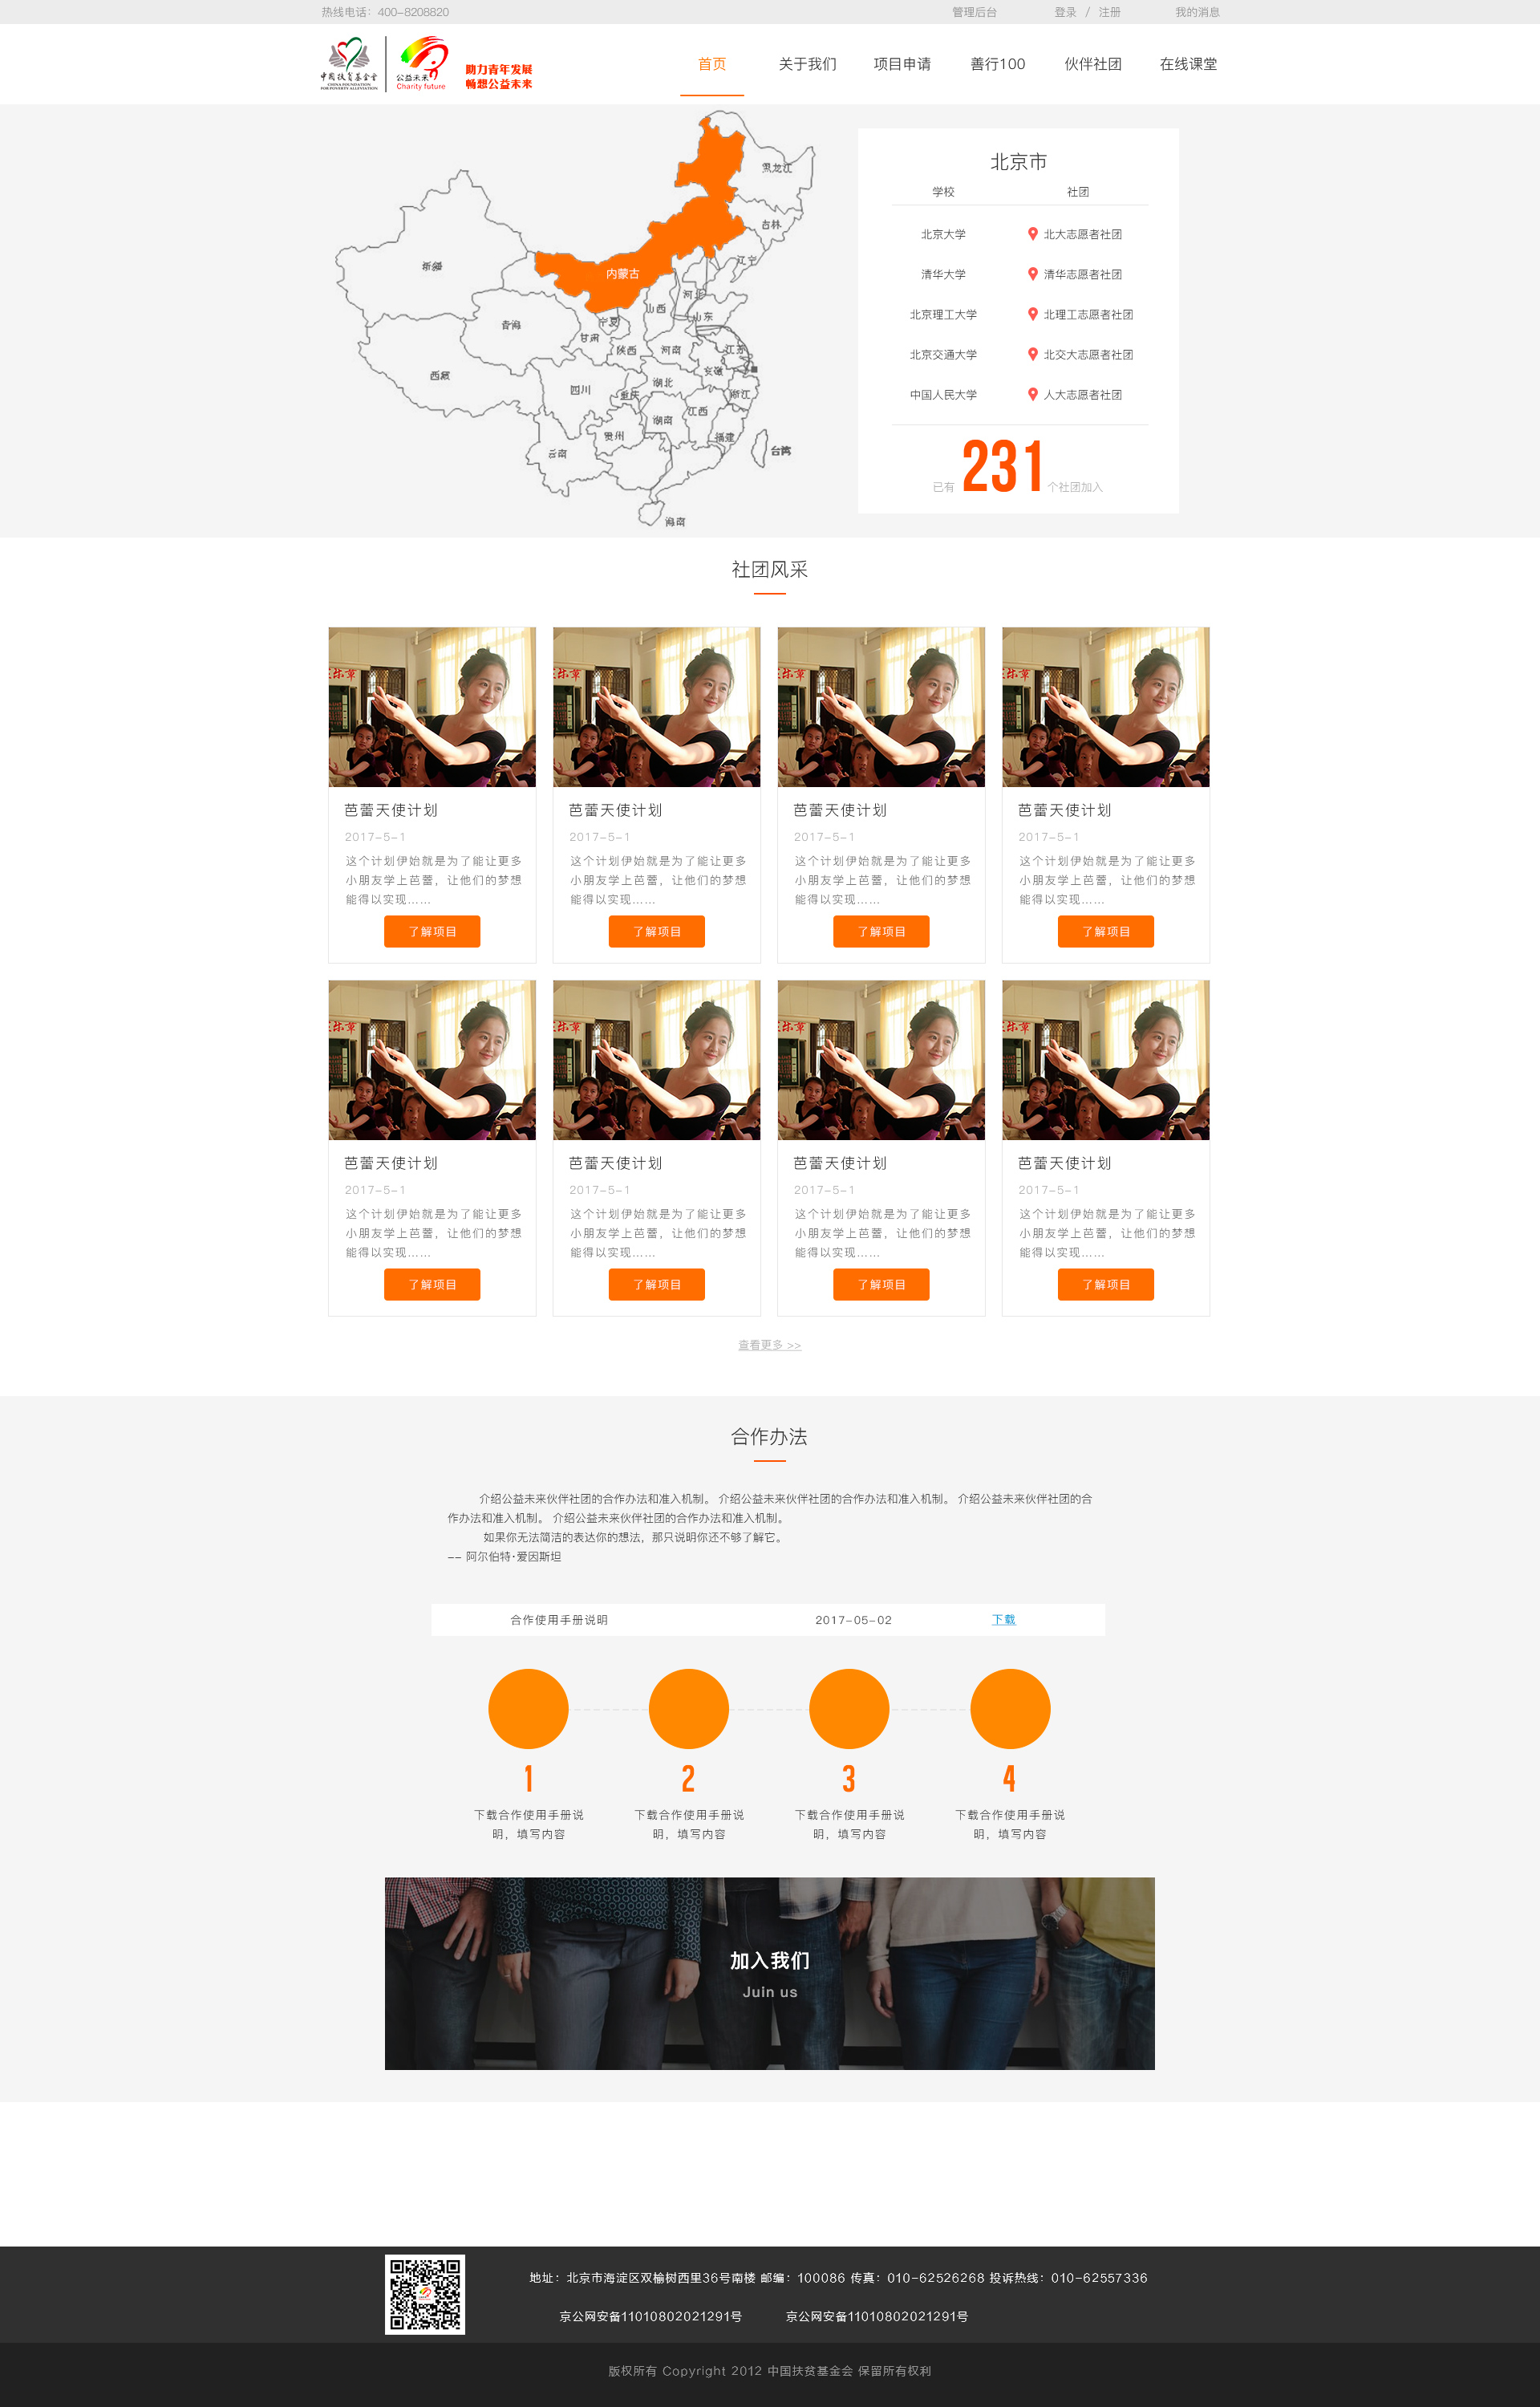 热线电话：400-8208820 管理后台 登录 / 注册 我的消息
中国扶贫基金会
CHINA FOUNDATION
FOR POVERTY ALLEVIATION
公益未来
Charity future
助力青年发展
畅想公益未来
首页 关于我们 项目申请 善行100 伙伴社团 在线课堂
黑龙江
吉林
辽宁
新疆
内蒙古
河北
山西
山东
宁夏
青海
甘肃
陕西
河南
江苏
西藏
安徽
四川
重庆
湖北
浙江
江西
湖南
贵州
福建
云南
台湾
海南
北京市
学校 社团
北京大学 北大志愿者社团
清华大学 清华志愿者社团
北京理工大学 北理工志愿者社团
北京交通大学 北交大志愿者社团
中国人民大学 人大志愿者社团
已有 231 个社团加入
社团风采
芭蕾天使计划 芭蕾天使计划 芭蕾天使计划 芭蕾天使计划
2017-5-1 2017-5-1 2017-5-1 2017-5-1
这个计划伊始就是为了能让更多 这个计划伊始就是为了能让更多 这个计划伊始就是为了能让更多 这个计划伊始就是为了能让更多
小朋友学上芭蕾，让他们的梦想 小朋友学上芭蕾，让他们的梦想 小朋友学上芭蕾，让他们的梦想 小朋友学上芭蕾，让他们的梦想
能得以实现…… 能得以实现…… 能得以实现…… 能得以实现……
了解项目 了解项目 了解项目 了解项目
芭蕾天使计划 芭蕾天使计划 芭蕾天使计划 芭蕾天使计划
2017-5-1 2017-5-1 2017-5-1 2017-5-1
这个计划伊始就是为了能让更多 这个计划伊始就是为了能让更多 这个计划伊始就是为了能让更多 这个计划伊始就是为了能让更多
小朋友学上芭蕾，让他们的梦想 小朋友学上芭蕾，让他们的梦想 小朋友学上芭蕾，让他们的梦想 小朋友学上芭蕾，让他们的梦想
能得以实现…… 能得以实现…… 能得以实现…… 能得以实现……
了解项目 了解项目 了解项目 了解项目
查看更多 >>
合作办法
介绍公益未来伙伴社团的合作办法和准入机制。 介绍公益未来伙伴社团的合作办法和准入机制。 介绍公益未来伙伴社团的合
作办法和准入机制。 介绍公益未来伙伴社团的合作办法和准入机制。
如果你无法简洁的表达你的想法，那只说明你还不够了解它。
-- 阿尔伯特·爱因斯坦
合作使用手册说明 2017-05-02 下载
1 2 3 4
下载合作使用手册说 下载合作使用手册说 下载合作使用手册说 下载合作使用手册说
明，填写内容 明，填写内容 明，填写内容 明，填写内容
加入我们
Juin us
地址：北京市海淀区双榆树西里36号南楼 邮编：100086 传真：010-62526268 投诉热线：010-62557336
京公网安备11010802021291号 京公网安备11010802021291号
版权所有 Copyright 2012 中国扶贫基金会 保留所有权利